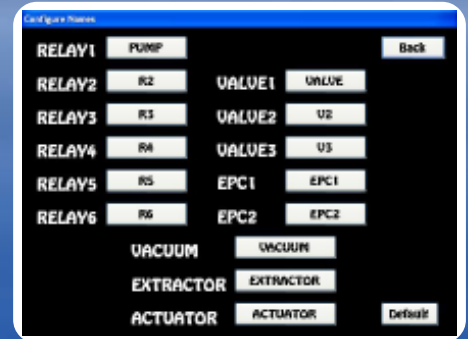 Configure Names
RELAY1 PUMP Back
RELAY2 R2 VALVE1 VALVE
RELAY3 R3 VALVE2 V2
RELAY4 R4 VALVE3 V3
RELAY5 R5 EPC1 EPC1
RELAY6 R6 EPC2 EPC2
VACUUM VACUUM
EXTRACTOR EXTRACTOR
ACTUATOR ACTUATOR Default